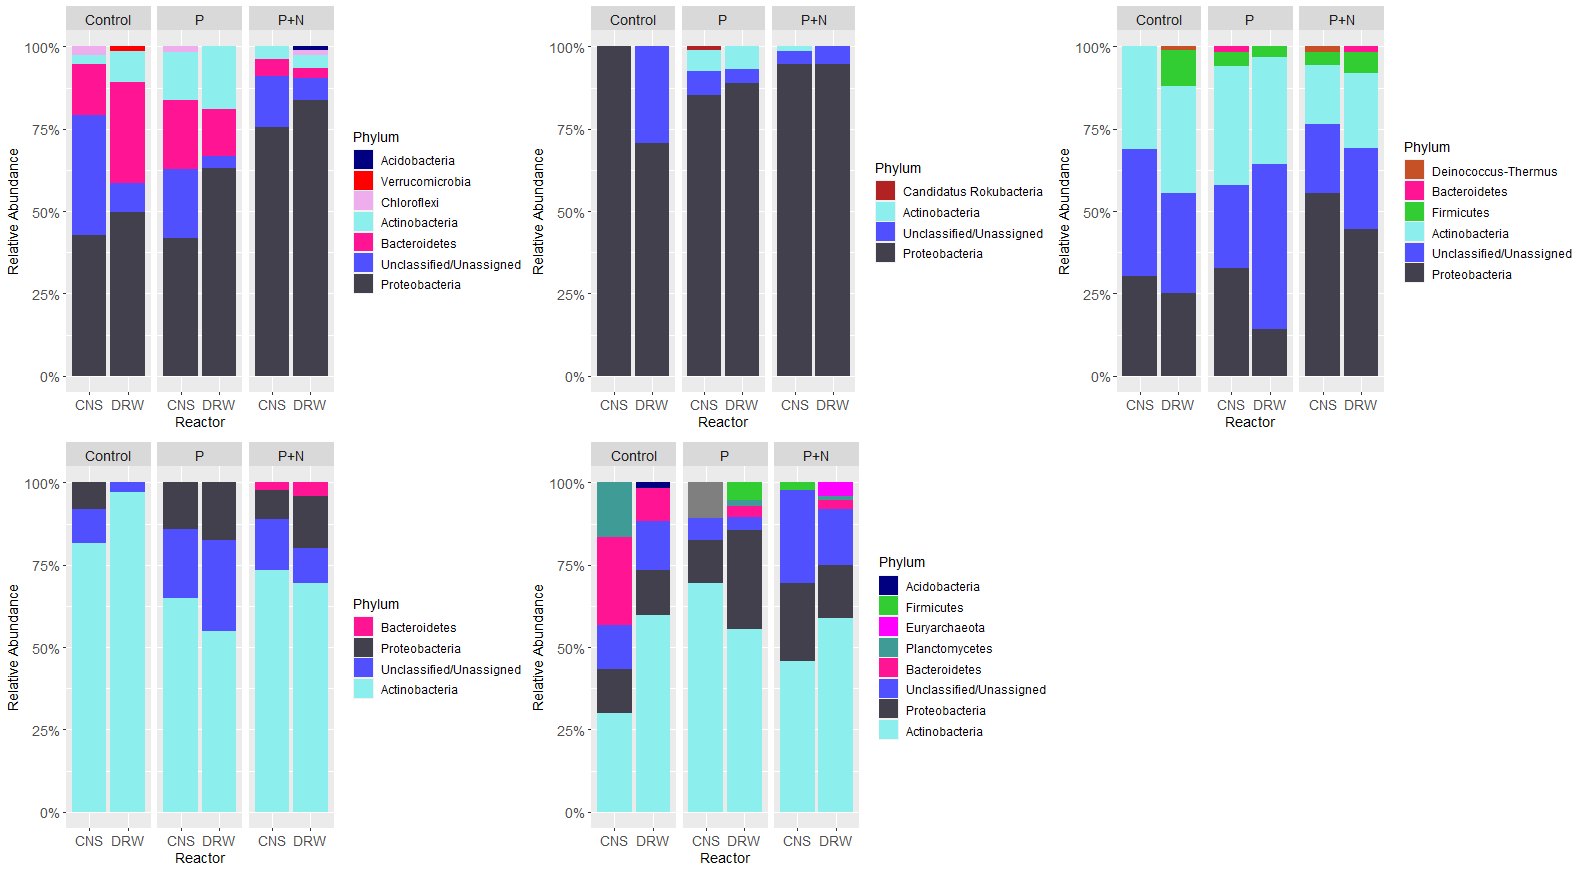 Control P P+N
100%
75%
50%
25%
0%
Relative Abundance
CNS DRW CNS DRW CNS DRW
Reactor
Phylum
Acidobacteria
Verrucomicrobia
Chloroflexi
Actinobacteria
Bacteroidetes
Unclassified/Unassigned
Proteobacteria
Control P P+N
100%
75%
50%
25%
0%
Relative Abundance
CNS DRW CNS DRW CNS DRW
Reactor
Phylum
Candidatus Rokubacteria
Actinobacteria
Unclassified/Unassigned
Proteobacteria
Control P P+N
100%
75%
50%
25%
0%
Relative Abundance
CNS DRW CNS DRW CNS DRW
Reactor
Phylum
Deinococcus-Thermus
Bacteroidetes
Firmicutes
Actinobacteria
Unclassified/Unassigned
Proteobacteria
Control P P+N
100%
75%
50%
25%
0%
Relative Abundance
CNS DRW CNS DRW CNS DRW
Reactor
Phylum
Bacteroidetes
Proteobacteria
Unclassified/Unassigned
Actinobacteria
Control P P+N
100%
75%
50%
25%
0%
Relative Abundance
CNS DRW CNS DRW CNS DRW
Reactor
Phylum
Acidobacteria
Firmicutes
Euryarchaeota
Planctomycetes
Bacteroidetes
Unclassified/Unassigned
Proteobacteria
Actinobacteria